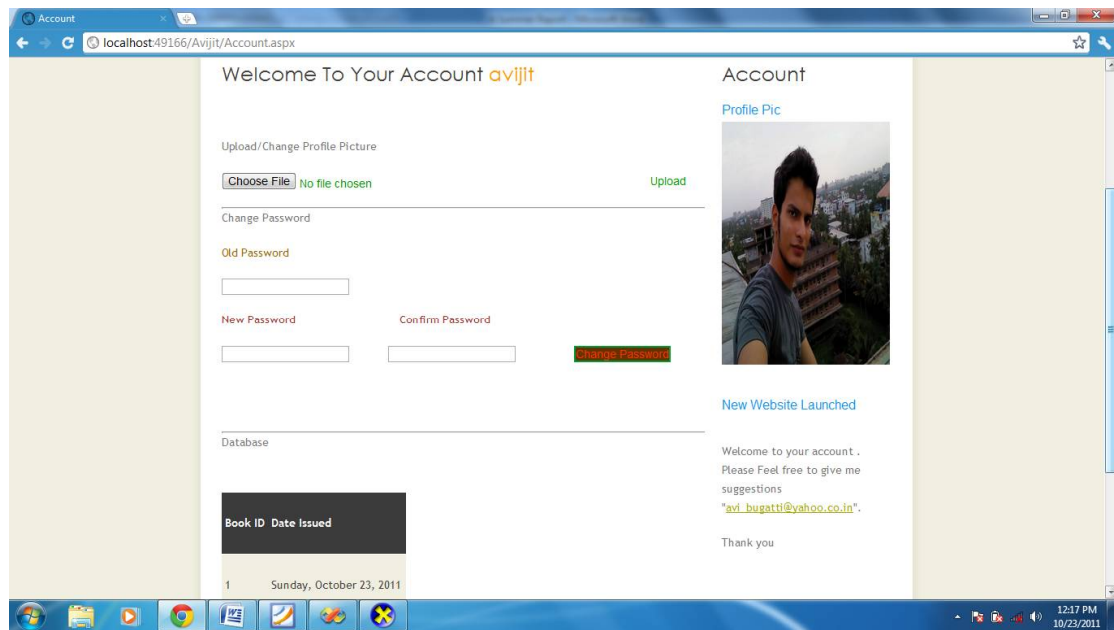 Account
localhost:49166/Avijit/Account.aspx
Welcome To Your Account avijit
Upload/Change Profile Picture
Choose File No file chosen
Upload
Change Password
Old Password
New Password
Confirm Password
Change Password
Database
Book ID Date Issued
1 Sunday, October 23, 2011
Account
Profile Pic
New Website Launched
Welcome to your account .
Please Feel free to give me
suggestions
"avi_bugatti@yahoo.co.in".
Thank you
12:17 PM
10/23/2011